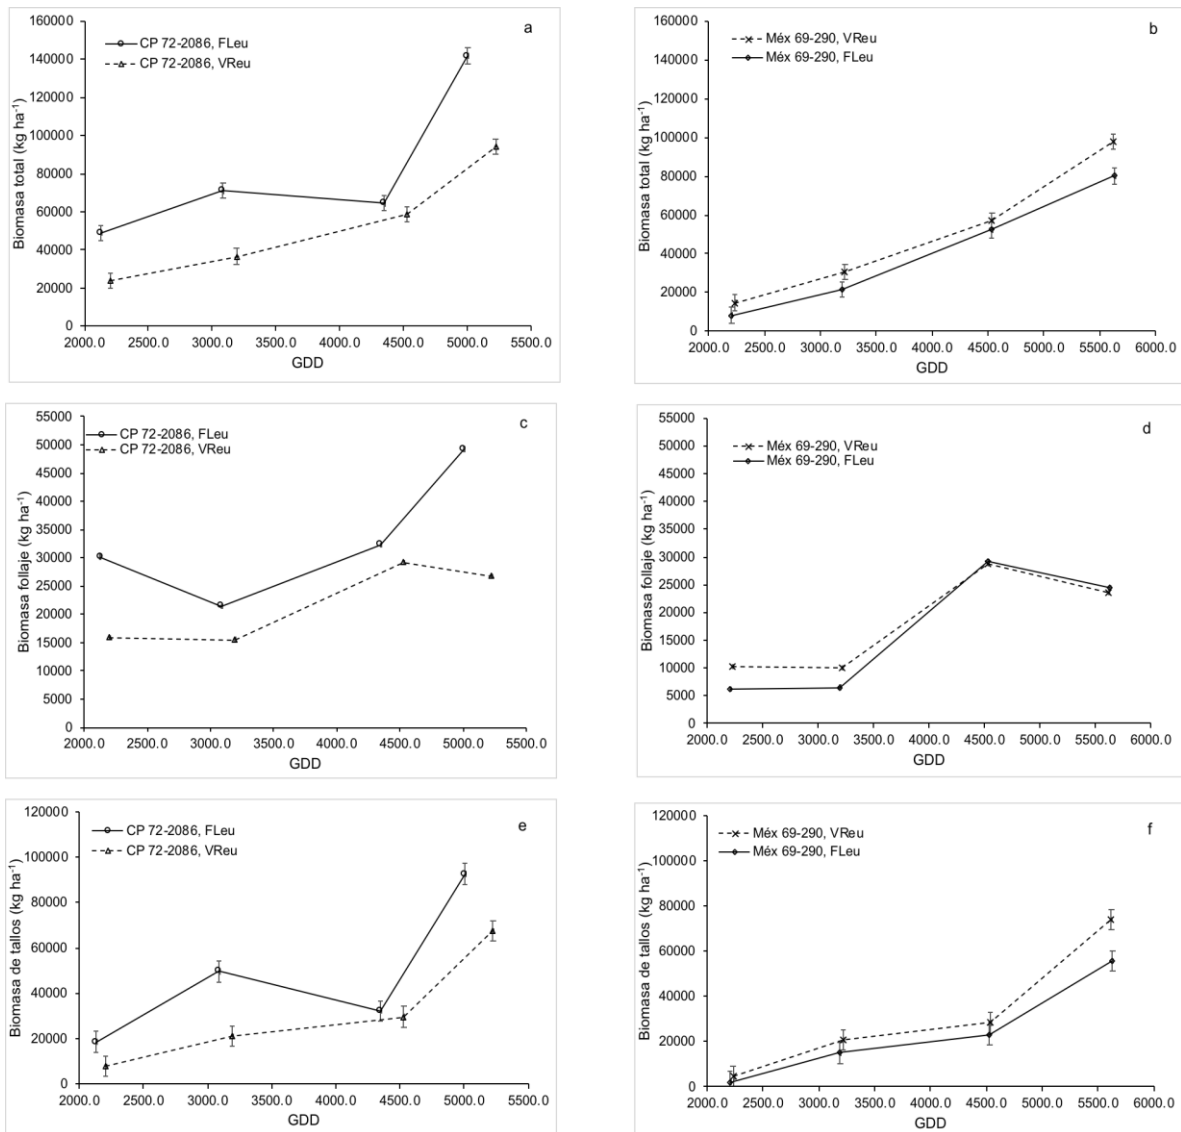 a
CP 72-2086, FLeu
CP 72-2086, VReu
Biomasa total (kg ha⁻¹)
160000
140000
120000
100000
80000
60000
40000
20000
0
2000.0 2500.0 3000.0 3500.0 4000.0 4500.0 5000.0 5500.0
GDD
b
Méx 69-290, VReu
Méx 69-290, FLeu
Biomasa total (kg ha⁻¹)
160000
140000
120000
100000
80000
60000
40000
20000
0
2000.0 2500.0 3000.0 3500.0 4000.0 4500.0 5000.0 5500.0 6000.0
GDD
c
CP 72-2086, FLeu
CP 72-2086, VReu
Biomasa follaje (kg ha⁻¹)
55000
50000
45000
40000
35000
30000
25000
20000
15000
10000
5000
0
2000.0 2500.0 3000.0 3500.0 4000.0 4500.0 5000.0 5500.0
GDD
d
Méx 69-290, VReu
Méx 69-290, FLeu
Biomasa follaje (kg ha⁻¹)
55000
50000
45000
40000
35000
30000
25000
20000
15000
10000
5000
0
2000.0 2500.0 3000.0 3500.0 4000.0 4500.0 5000.0 5500.0 6000.0
GDD
e
CP 72-2086, FLeu
CP 72-2086, VReu
Biomasa de tallos (kg ha⁻¹)
120000
100000
80000
60000
40000
20000
0
2000.0 2500.0 3000.0 3500.0 4000.0 4500.0 5000.0 5500.0
GDD
f
Méx 69-290, VReu
Méx 69-290, FLeu
Biomasa de tallos (kg ha⁻¹)
120000
100000
80000
60000
40000
20000
0
2000.0 2500.0 3000.0 3500.0 4000.0 4500.0 5000.0 5500.0 6000.0
GDD